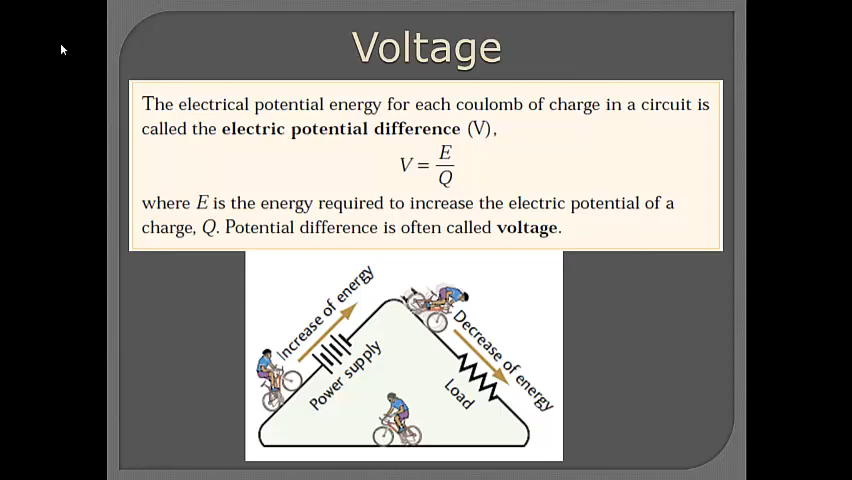 Voltage
The electrical potential energy for each coulomb of charge in a circuit is
called the electric potential difference (V),
V = E/Q
where E is the energy required to increase the electric potential of a
charge, Q. Potential difference is often called voltage.
Increase of energy
Power supply
Decrease of energy
Load